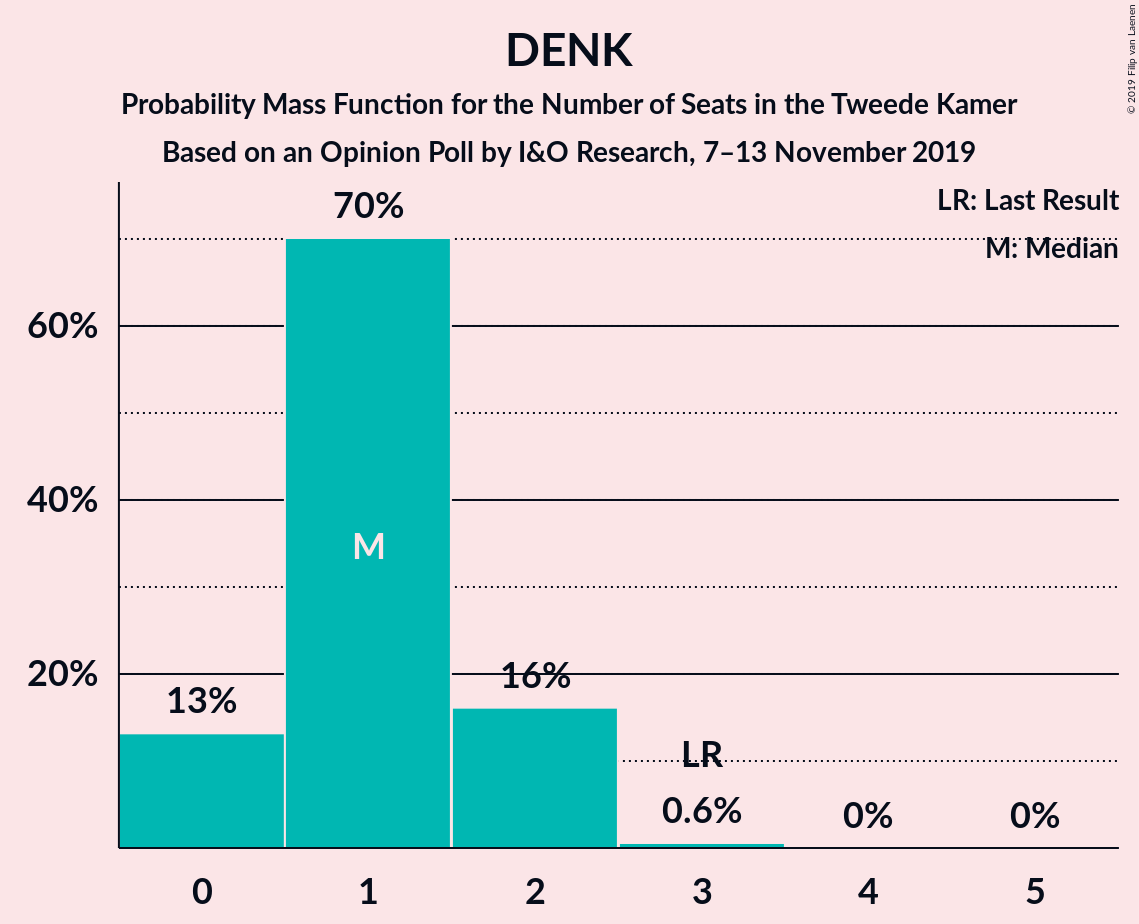 DENK
Probability Mass Function for the Number of Seats in the Tweede Kamer
Based on an Opinion Poll by I&O Research, 7–13 November 2019
© 2019 Filip van Laenen
LR: Last Result
M: Median
70%
60%
40%
M
20%
16%
13%
LR
0.6%
0%
0%
0
1
2
3
4
5